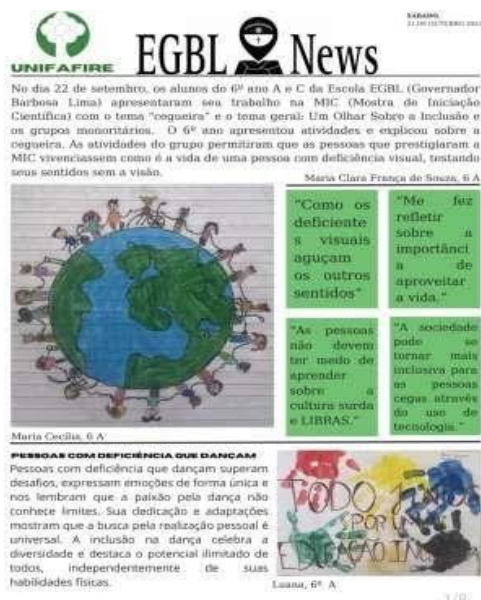 UNIFAFIRE
EGBL News
SÁBADO,
No dia 22 de setembro, os alunos do 6º ano A e C da Escola EGBL (Governador
Barbosa Lima) apresentaram seu trabalho na MIC (Mostra de Iniciação
Científica) com o tema "cegueira" e o tema geral: Um Olhar Sobre a Inclusão e
os grupos monoritários. O 6º ano apresentou atividades e explicou sobre a
cegueira. As atividades do grupo permitiram que as pessoas que prestigiaram a
MIC vivenciassem como é a vida de uma pessoa com deficiência visual, testando
seus sentidos sem a visão.
Maria Clara França de Souza, 6 A
"Como os
deficiente
s visuais
aguçam
os outros
sentidos"
"Me fez
refletir
sobre a
importânci
a de
aproveitar
a vida."
"As pessoas
não devem
ter medo de
aprender
sobre a
cultura surda
e LIBRAS."
"A sociedade
pode se
tornar mais
inclusiva para
as pessoas
cegas através
do uso de
tecnologia."
Maria Cecília, 6 A
PESSOAS COM DEFICIÊNCIA QUE DANÇAM
Pessoas com deficiência que dançam superam
desafios, expressam emoções de forma única e
nos lembram que a paixão pela dança não
conhece limites. Sua dedicação e adaptações
mostram que a busca pela realização pessoal é
universal. A inclusão na dança celebra a
diversidade e destaca o potencial ilimitado de
todos, independentemente de suas
habilidades físicas.
TODO
POR
EDUCAÇÃO
Luana, 6º A